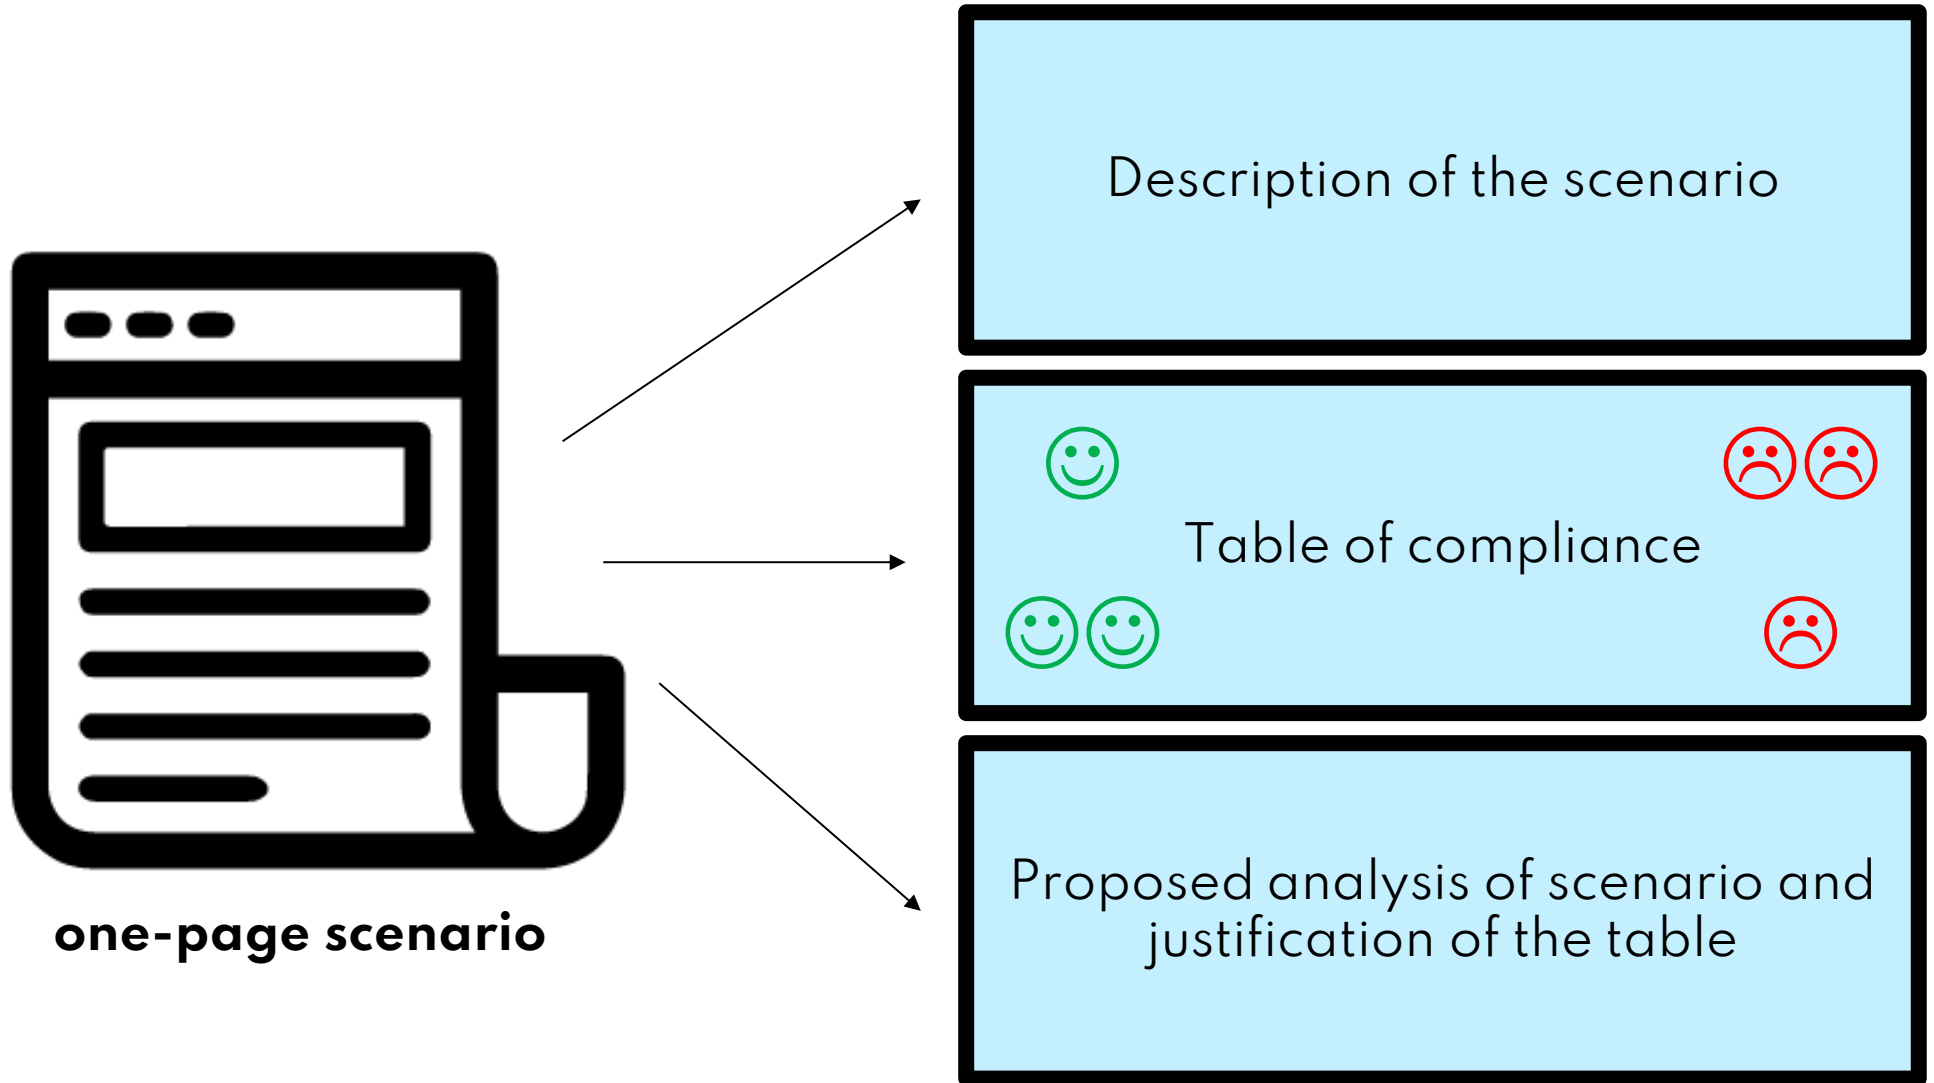 Description of the scenario
Table of compliance
Proposed analysis of scenario and
justification of the table
one-page scenario